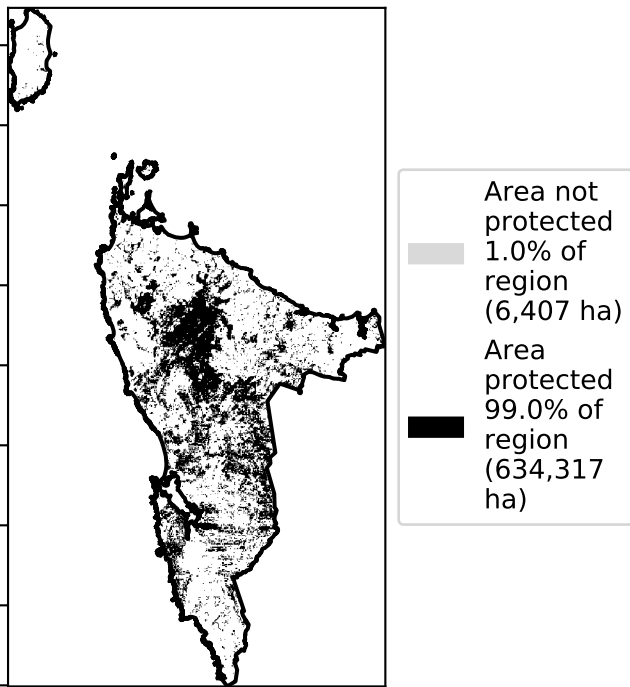 Area not
protected
1.0% of
region
(6,407 ha)
Area
protected
99.0% of
region
(634,317
ha)